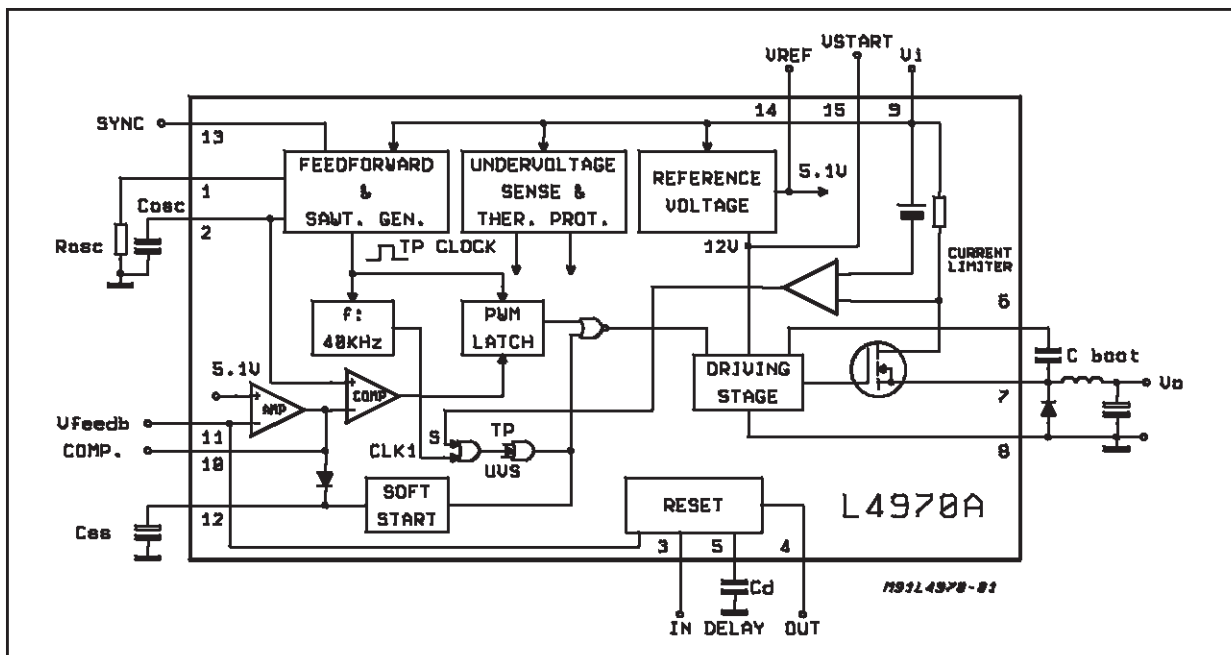 VREF
VSTART
Vi
14
15
9
SYNC
13
1
Cosc
2
Rosc
FEEDFORWARD
&
SAWT. GEN.
UNDERVOLTAGE
SENSE &
THER. PROT.
REFERENCE
VOLTAGE
5.1V
TP CLOCK
12V
CURRENT
LIMITER
6
f:
40KHz
PWM
LATCH
5.1V
+
-
AMP
+
-
COMP
+
-
DRIVING
STAGE
C boot
7
Vo
Vfeedb
11
COMP.
10
S
CLK1
TP
UVS
8
SOFT
START
12
Css
RESET
L4970A
3
5
4
Cd
IN
DELAY
OUT
M91L4970-01